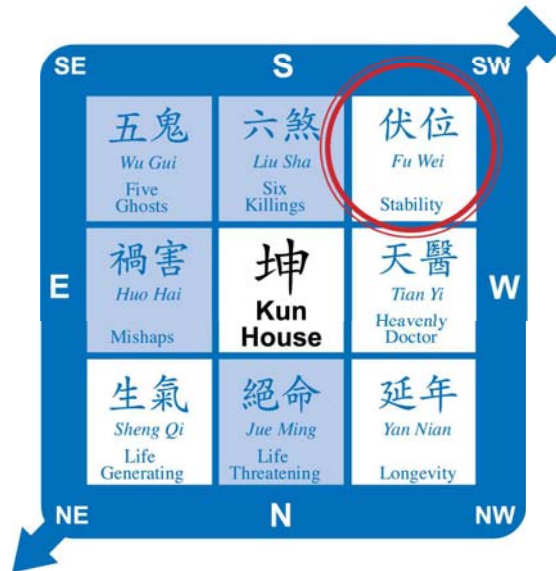 SE
S
SW
五鬼
Wu Gui
Five
Ghosts
六煞
Liu Sha
Six
Killings
伏位
Fu Wei
Stability
E
禍害
Huo Hai
Mishaps
坤
Kun
House
天醫
Tian Yi
Heavenly
Doctor
W
生氣
Sheng Qi
Life
Generating
絕命
Jue Ming
Life
Threatening
延年
Yan Nian
Longevity
NE
N
NW